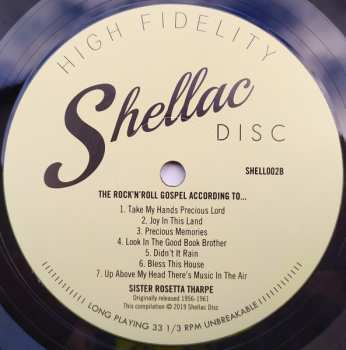 HIGH FIDELITY
Shellac
DISC
SHELL002B
THE ROCK'N'ROLL GOSPEL ACCORDING TO...
1. Take My Hands Precious Lord
2. Joy In This Land
3. Precious Memories
4. Look In The Good Book Brother
5. Didn't It Rain
6. Bless This House
7. Up Above My Head There's Music In The Air
SISTER ROSETTA THARPE
Originally released 1956-1961
This compilation © 2019 Shellac Disc
LONG PLAYING 33 1/3 RPM UNBREAKABLE